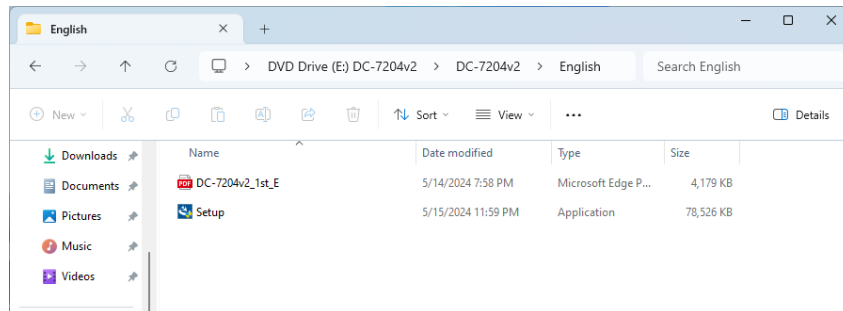 English
DVD Drive (E:) DC-7204v2 > DC-7204v2 > English Search English
New Sort View ... Details
Downloads Name Date modified Type Size
Documents PDF DC-7204v2_1st_E 5/14/2024 7:58 PM Microsoft Edge P... 4,179 KB
Pictures Setup 5/15/2024 11:59 PM Application 78,526 KB
Music
Videos